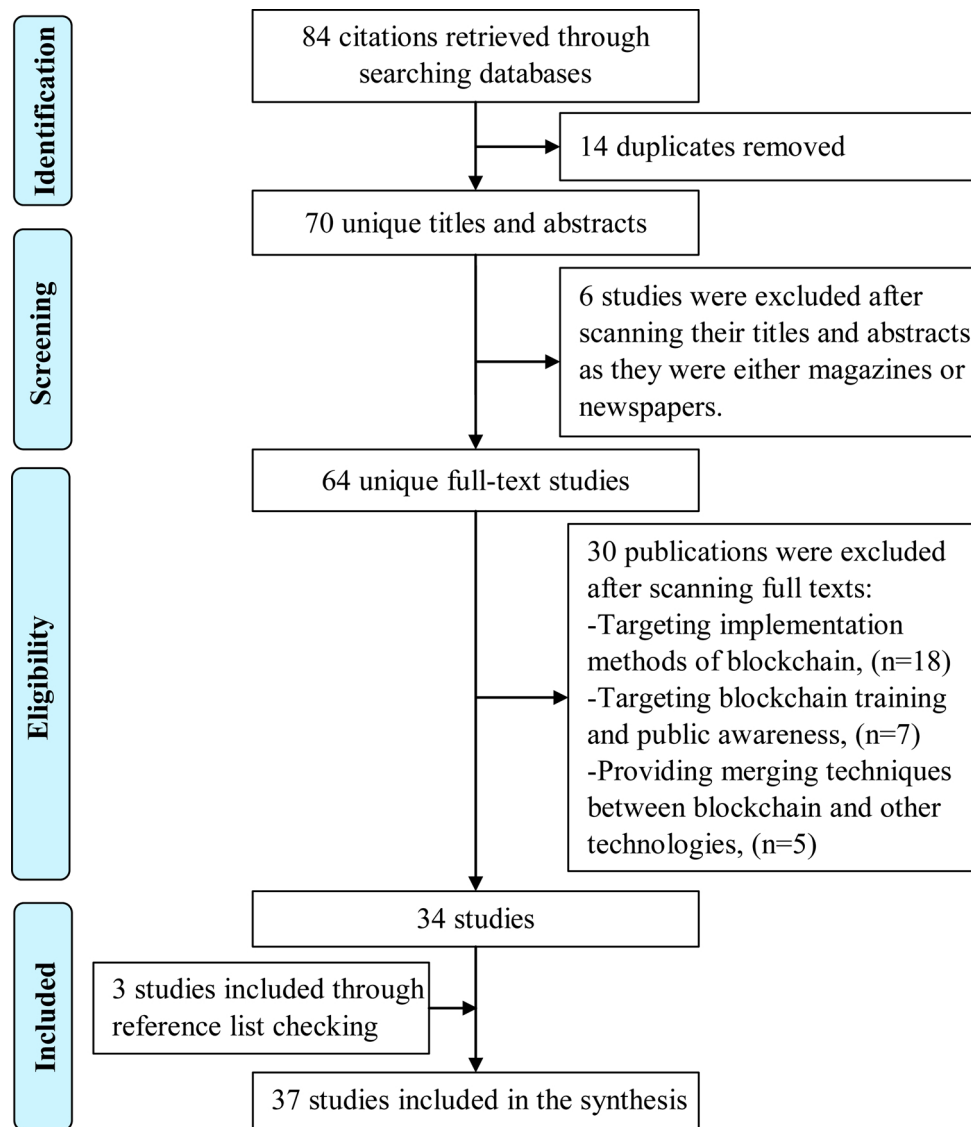 Identification
84 citations retrieved through
searching databases
14 duplicates removed
70 unique titles and abstracts
Screening
6 studies were excluded after
scanning their titles and abstracts
as they were either magazines or
newspapers.
64 unique full-text studies
Eligibility
30 publications were excluded
after scanning full texts:
-Targeting implementation
methods of blockchain, (n=18)
-Targeting blockchain training
and public awareness, (n=7)
-Providing merging techniques
between blockchain and other
technologies, (n=5)
34 studies
Included
3 studies included through
reference list checking
37 studies included in the synthesis